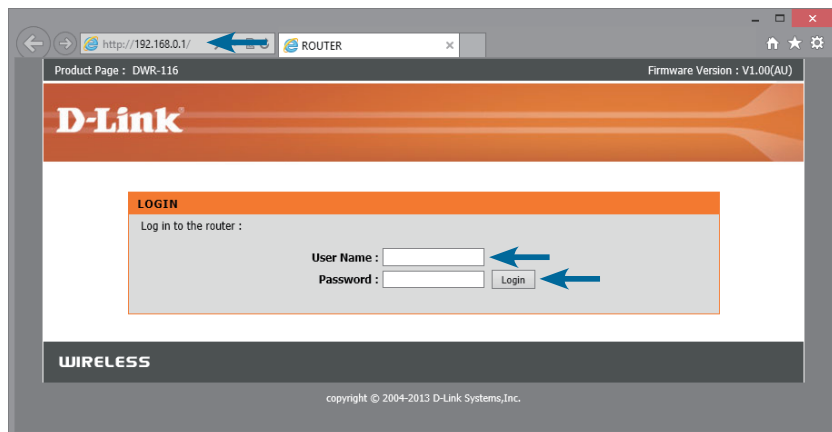 http://192.168.0.1/
ROUTER
Product Page : DWR-116
Firmware Version : V1.00(AU)
D-Link
LOGIN
Log in to the router :
User Name :
Password :
Login
WIRELESS
copyright © 2004-2013 D-Link Systems,Inc.